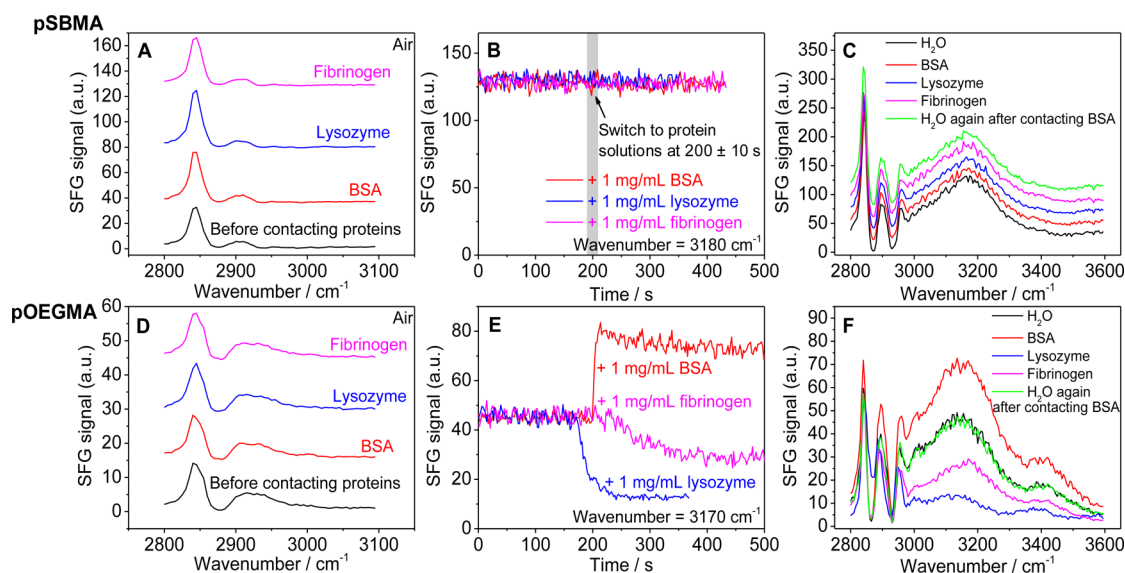 pSBMA
A
Air
Fibrinogen
Lysozyme
BSA
Before contacting proteins
SFG signal (a.u.)
160
140
120
100
80
60
40
20
0
2800 2900 3000 3100
Wavenumber / cm⁻¹
B
Switch to protein
solutions at 200 ± 10 s
+ 1 mg/mL BSA
+ 1 mg/mL lysozyme
+ 1 mg/mL fibrinogen
Wavenumber = 3180 cm⁻¹
SFG signal (a.u.)
150
100
50
0
0 100 200 300 400 500
Time / s
C
H₂O
BSA
Lysozyme
Fibrinogen
H₂O again after contacting BSA
SFG signal (a.u.)
350
300
250
200
150
100
50
0
2800 3000 3200 3400 3600
Wavenumber / cm⁻¹
pOEGMA
D
Air
Fibrinogen
Lysozyme
BSA
Before contacting proteins
SFG signal (a.u.)
60
50
40
30
20
10
0
2800 2900 3000 3100
Wavenumber / cm⁻¹
E
+ 1 mg/mL BSA
+ 1 mg/mL fibrinogen
+ 1 mg/mL lysozyme
Wavenumber = 3170 cm⁻¹
SFG signal (a.u.)
80
60
40
20
0
0 100 200 300 400 500
Time / s
F
H₂O
BSA
Lysozyme
Fibrinogen
H₂O again
after contacting BSA
SFG signal (a.u.)
90
80
70
60
50
40
30
20
10
0
2800 3000 3200 3400 3600
Wavenumber / cm⁻¹